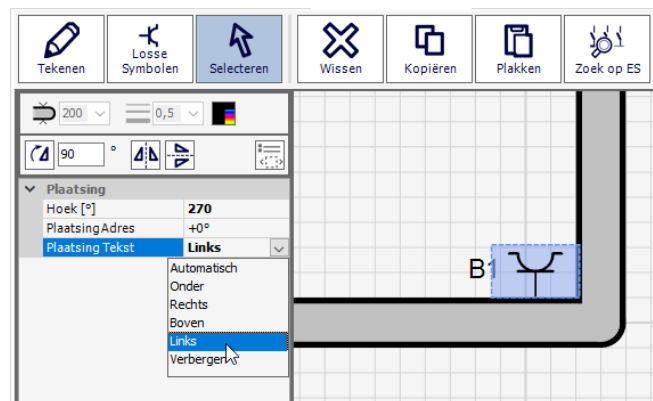 Tekenen
Losse
Symbolen
Selecteren
Wissen
Kopiëren
Plakken
Zoek op ES
200
0,5
90
°
Plaatsing
Hoek [°] 270
Plaatsing Adres +0°
Plaatsing Tekst Links
Automatisch
Onder
Rechts
Boven
Links
Verbergen
B1